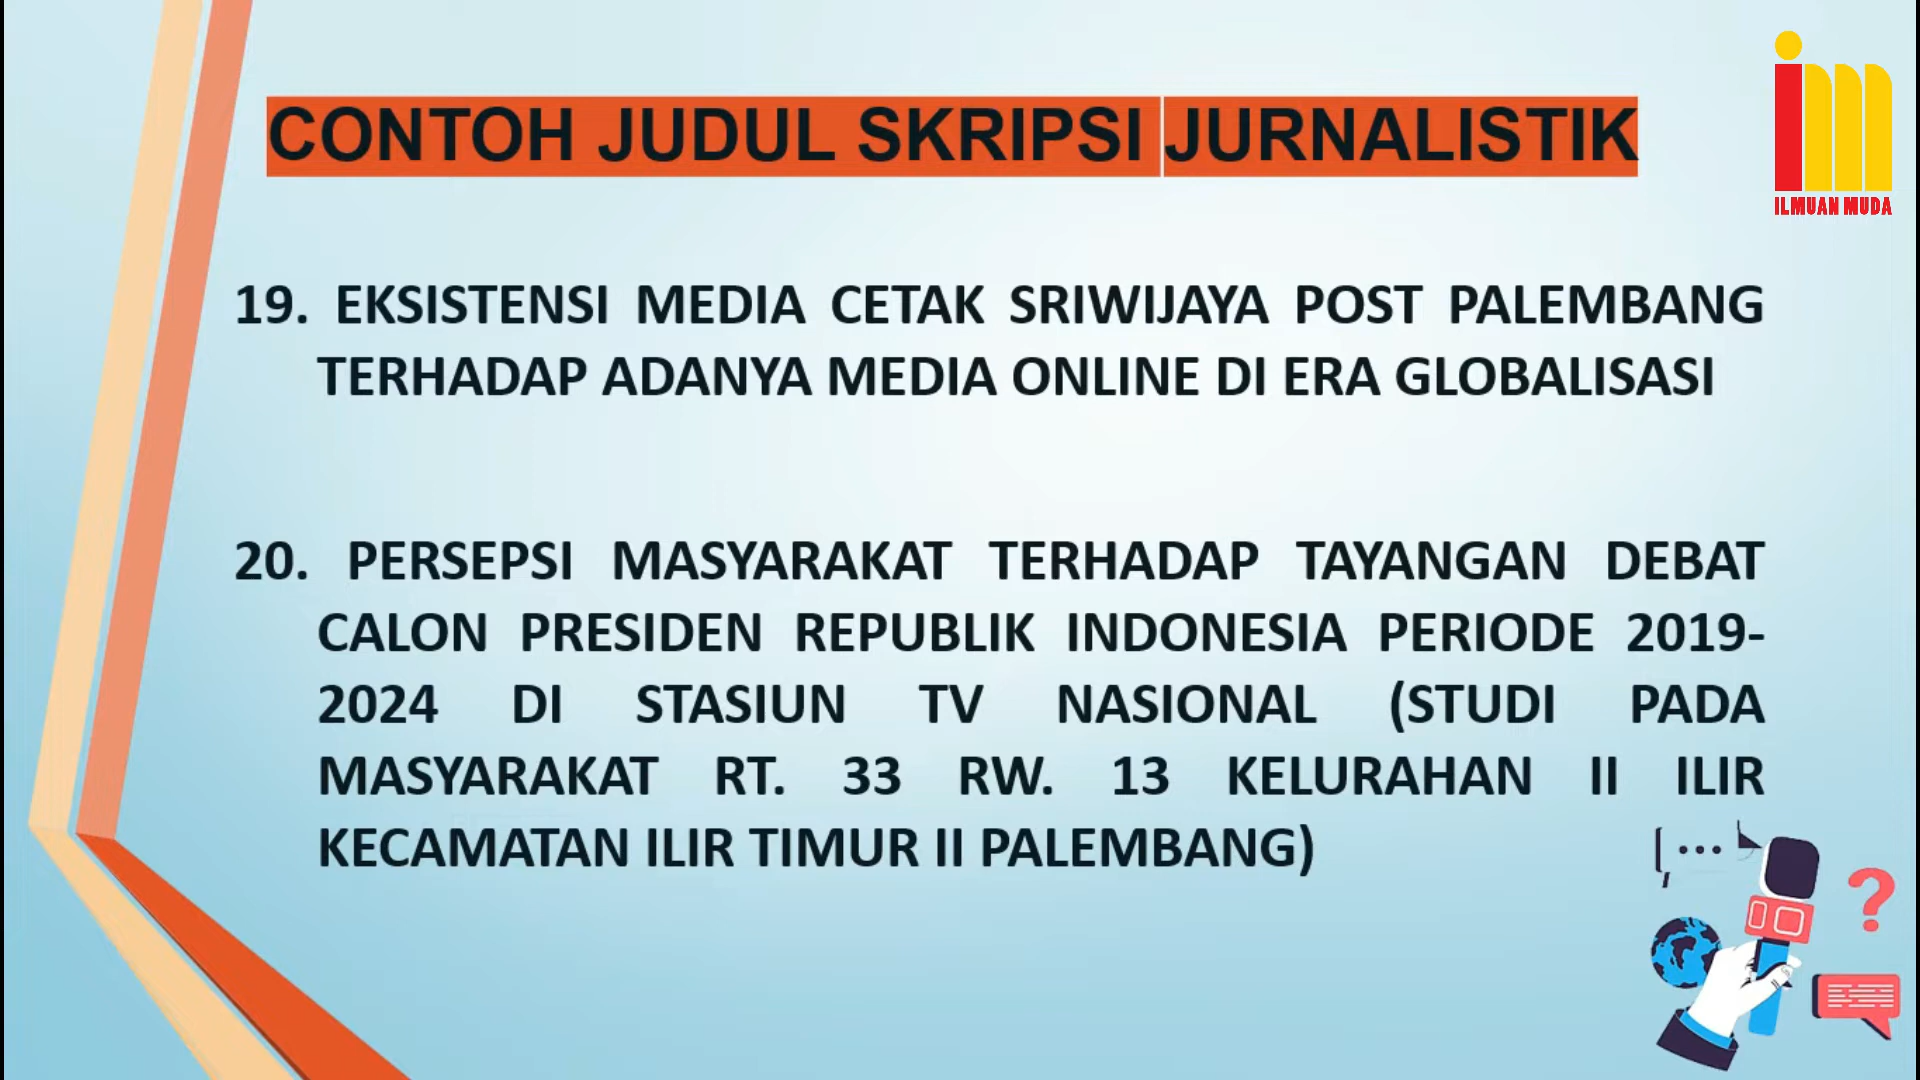 CONTOH JUDUL SKRIPSI JURNALISTIK
ILMUAN MUDA
19. EKSISTENSI MEDIA CETAK SRIWIJAYA POST PALEMBANG
TERHADAP ADANYA MEDIA ONLINE DI ERA GLOBALISASI
20. PERSEPSI MASYARAKAT TERHADAP TAYANGAN DEBAT
CALON PRESIDEN REPUBLIK INDONESIA PERIODE 2019-
2024 DI STASIUN TV NASIONAL (STUDI PADA
MASYARAKAT RT. 33 RW. 13 KELURAHAN II ILIR
KECAMATAN ILIR TIMUR II PALEMBANG)